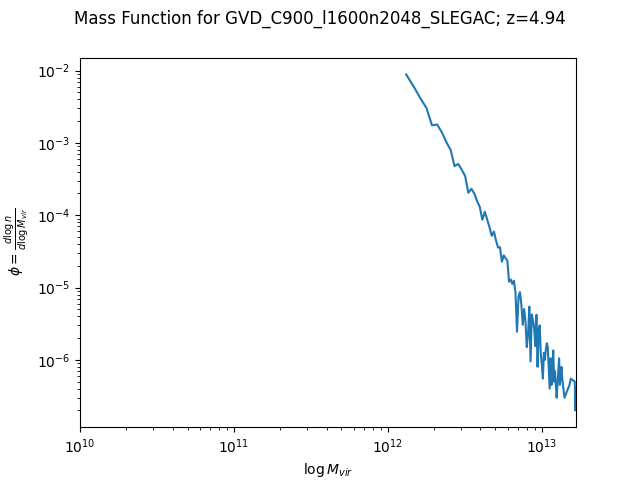 Mass Function for GVD_C900_l1600n2048_SLEGAC; z=4.94
10⁻²
10⁻³
10⁻⁴
10⁻⁵
10⁻⁶
ϕ = d log n / d log M_vir
10¹⁰ 10¹¹ 10¹² 10¹³
log M_vir